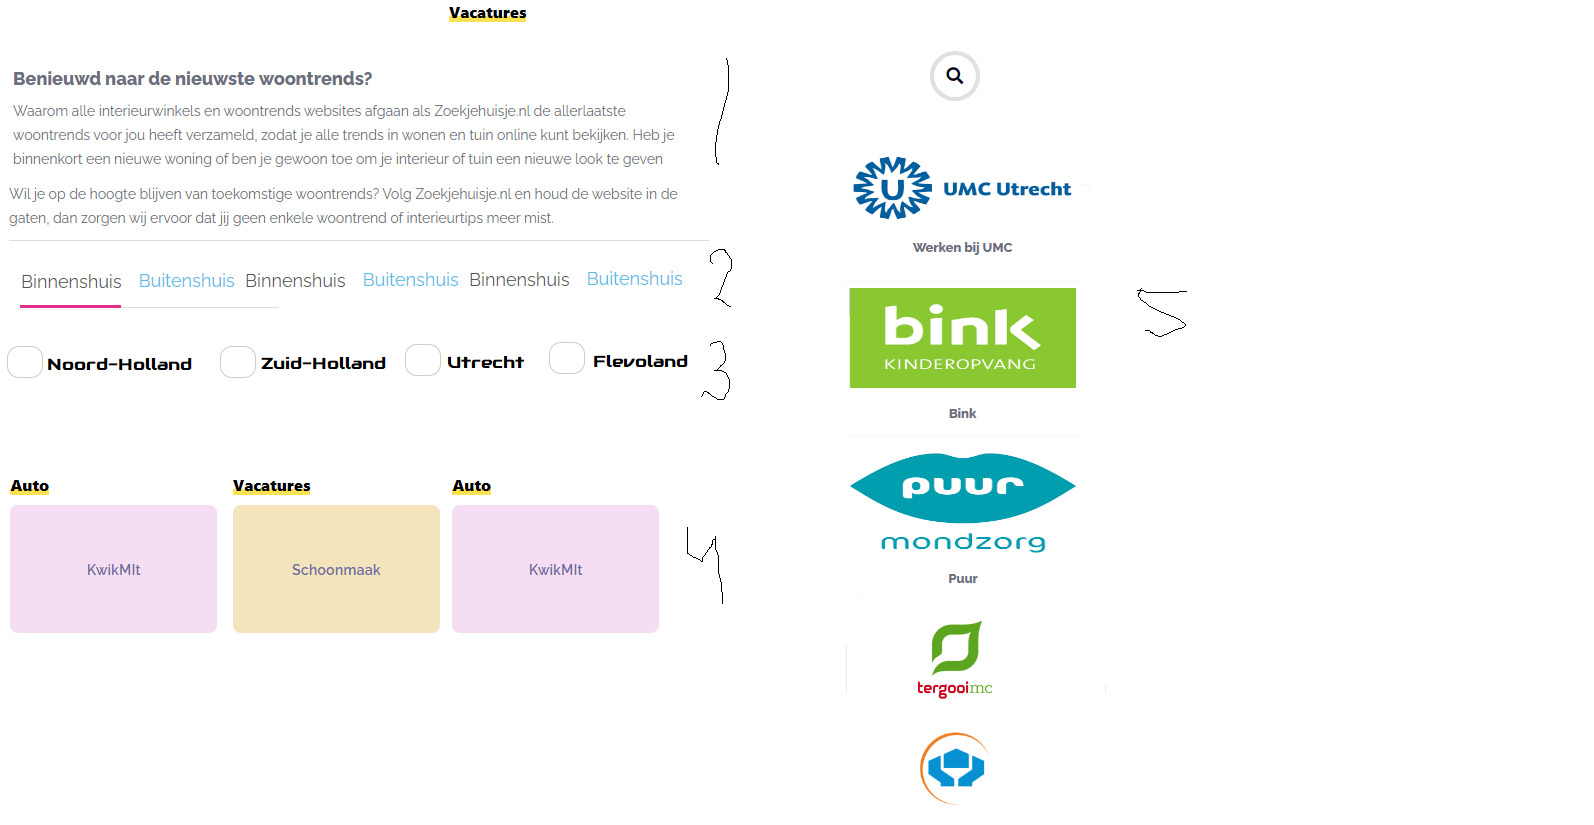 Vacatures
Benieuwd naar de nieuwste woontrends?
Waarom alle interieurwinkels en woontrends websites afgaan als Zoekjehuisje.nl de allerlaatste
woontrends voor jou heeft verzameld, zodat je alle trends in wonen en tuin online kunt bekijken. Heb je
binnenkort een nieuwe woning of ben je gewoon toe om je interieur of tuin een nieuwe look te geven
1
Wil je op de hoogte blijven van toekomstige woontrends? Volg Zoekjehuisje.nl en houd de website in de
gaten, dan zorgen wij ervoor dat jij geen enkele woontrend of interieurtips meer mist.
Binnenshuis Buitenshuis Binnenshuis Buitenshuis Binnenshuis Buitenshuis
2
Noord-Holland Zuid-Holland Utrecht Flevoland
3
Auto Vacatures Auto
KwikMIt Schoonmaak KwikMIt
4
U UMC Utrecht
Werken bij UMC
bink
KINDEROPVANG
Bink
5
puur
mondzorg
Puur
tergooimc